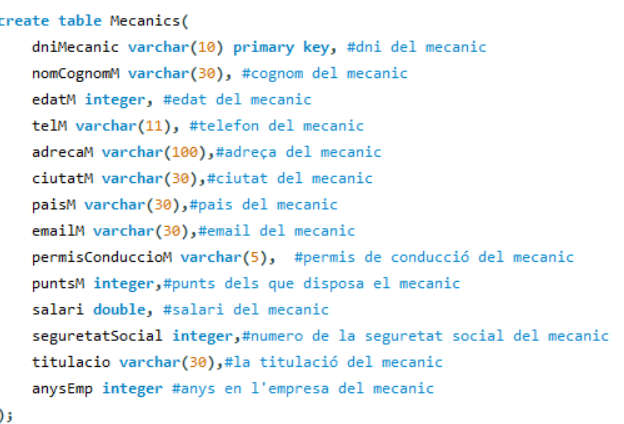 create table Mecanics(
dniMecanic varchar(10) primary key, #dni del mecanic
nomCognomM varchar(30), #cognom del mecanic
edatM integer, #edat del mecanic
telM varchar(11), #telefon del mecanic
adrecaM varchar(100),#adreça del mecanic
ciutatM varchar(30),#ciutat del mecanic
paisM varchar(30),#pais del mecanic
emailM varchar(30),#email del mecanic
permisConduccioM varchar(5),  #permis de conducció del mecanic
puntsM integer,#punts dels que disposa el mecanic
salari double, #salari del mecanic
seguretatSocial integer,#numero de la seguretat social del mecanic
titulacio varchar(30),#la titulació del mecanic
anysEmp integer #anys en l'empresa del mecanic
);